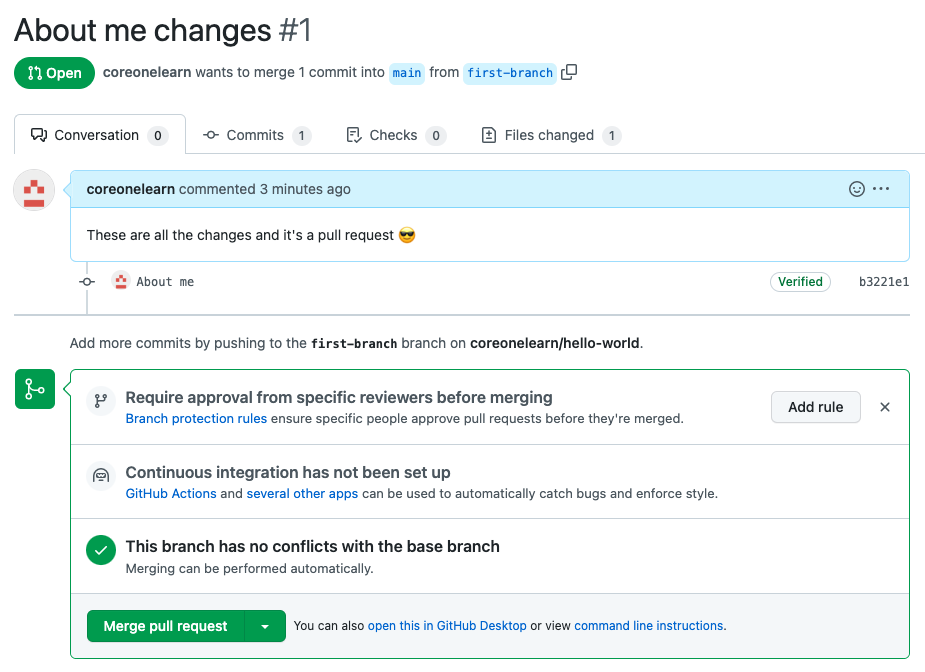 About me changes #1
Open coreonelearn wants to merge 1 commit into main from first-branch
Conversation 0 Commits 1 Checks 0 Files changed 1
coreonelearn commented 3 minutes ago
These are all the changes and it's a pull request 😎
About me Verified b3221e1
Add more commits by pushing to the first-branch branch on coreonelearn/hello-world.
Require approval from specific reviewers before merging
Branch protection rules ensure specific people approve pull requests before they're merged.
Add rule
Continuous integration has not been set up
GitHub Actions and several other apps can be used to automatically catch bugs and enforce style.
This branch has no conflicts with the base branch
Merging can be performed automatically.
Merge pull request You can also open this in GitHub Desktop or view command line instructions.